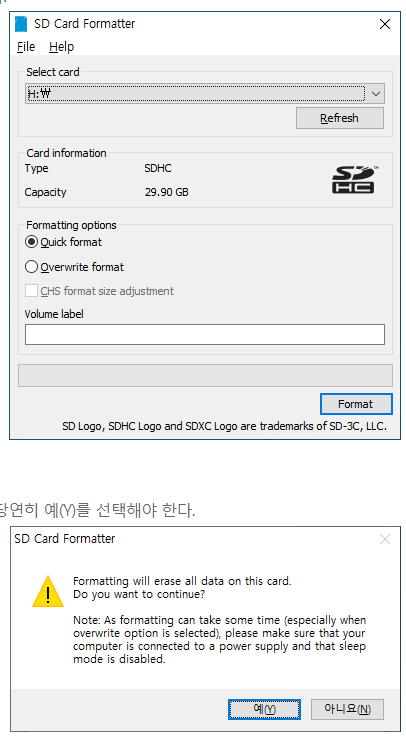 SD Card Formatter
File Help
Select card
H:₩
Refresh
Card information
Type SDHC
Capacity 29.90 GB
SD HC ™
Formatting options
Quick format
Overwrite format
CHS format size adjustment
Volume label
Format
SD Logo, SDHC Logo and SDXC Logo are trademarks of SD-3C, LLC.
당연히 예(Y)를 선택해야 한다.
SD Card Formatter
Formatting will erase all data on this card.
Do you want to continue?
Note: As formatting can take some time (especially when
overwrite option is selected), please make sure that your
computer is connected to a power supply and that sleep
mode is disabled.
예(Y) 아니요(N)